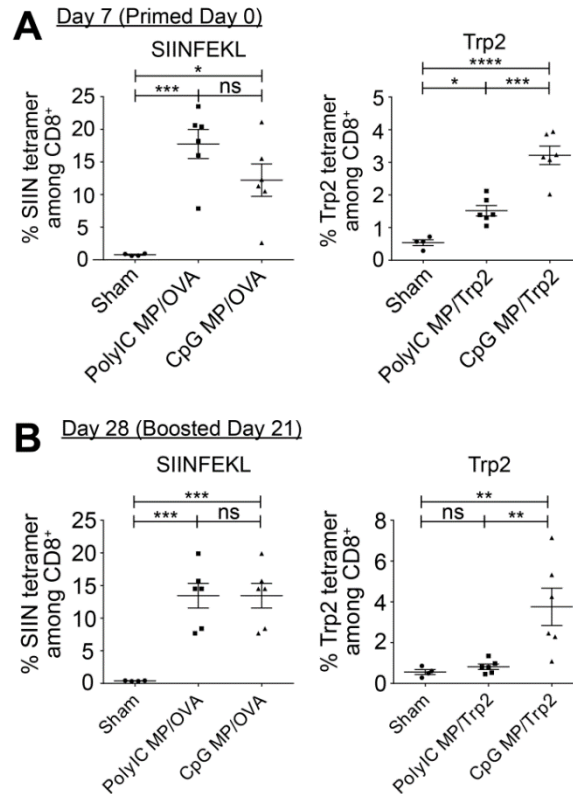 A Day 7 (Primed Day 0)
SIINFEKL
*
*** ns
% SIIN tetramer
among CD8⁺
25
20
15
10
5
0
Sham
PolyIC MP/OVA
CpG MP/OVA
Trp2
****
* ***
% Trp2 tetramer
among CD8⁺
5
4
3
2
1
0
Sham
PolyIC MP/Trp2
CpG MP/Trp2
B Day 28 (Boosted Day 21)
SIINFEKL
***
*** ns
% SIIN tetramer
among CD8⁺
25
20
15
10
5
0
Sham
PolyIC MP/OVA
CpG MP/OVA
Trp2
**
ns **
% Trp2 tetramer
among CD8⁺
8
6
4
2
0
Sham
PolyIC MP/Trp2
CpG MP/Trp2